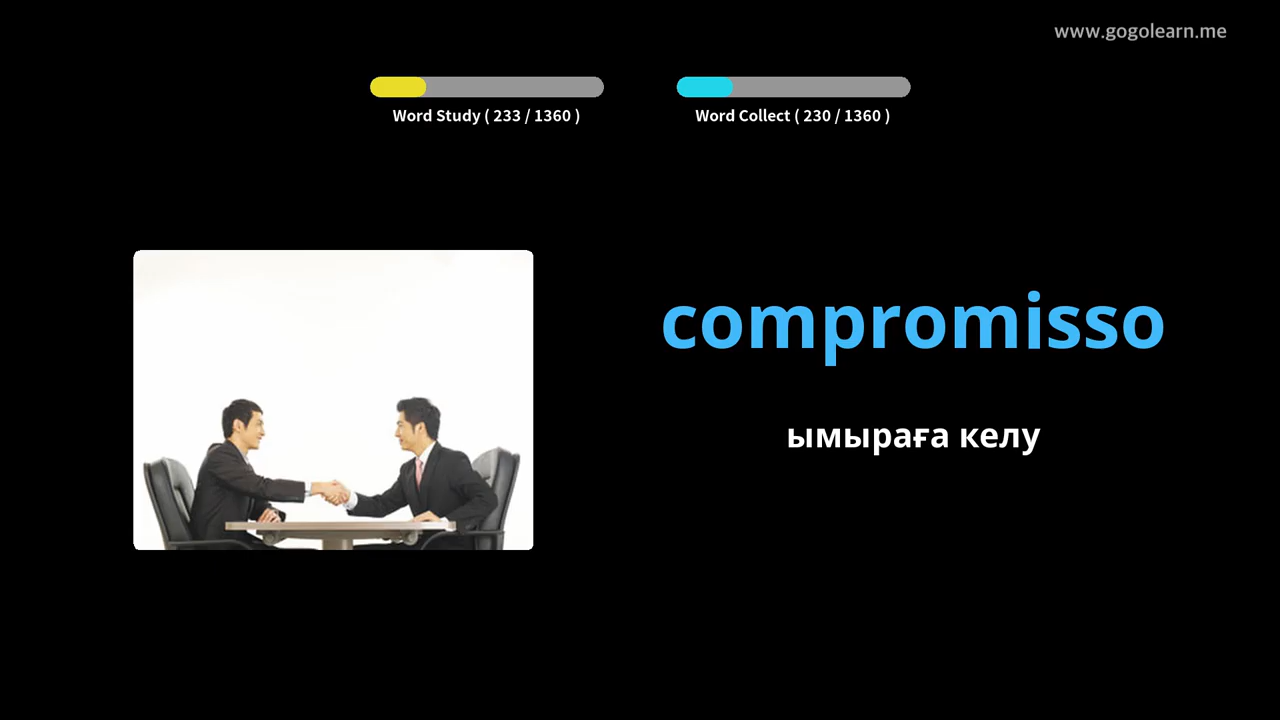 www.gogolearn.me
Word Study ( 233 / 1360 )
Word Collect ( 230 / 1360 )
compromisso
ымыраға келу